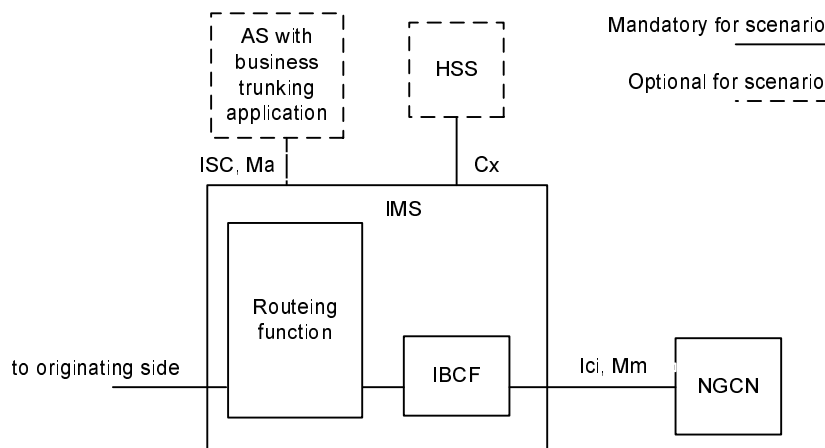 AS with
business
trunking
application
HSS
Mandatory for scenario
Optional for scenario
ISC, Ma
Cx
IMS
Routeing
function
to originating side
IBCF
Ici, Mm
NGCN